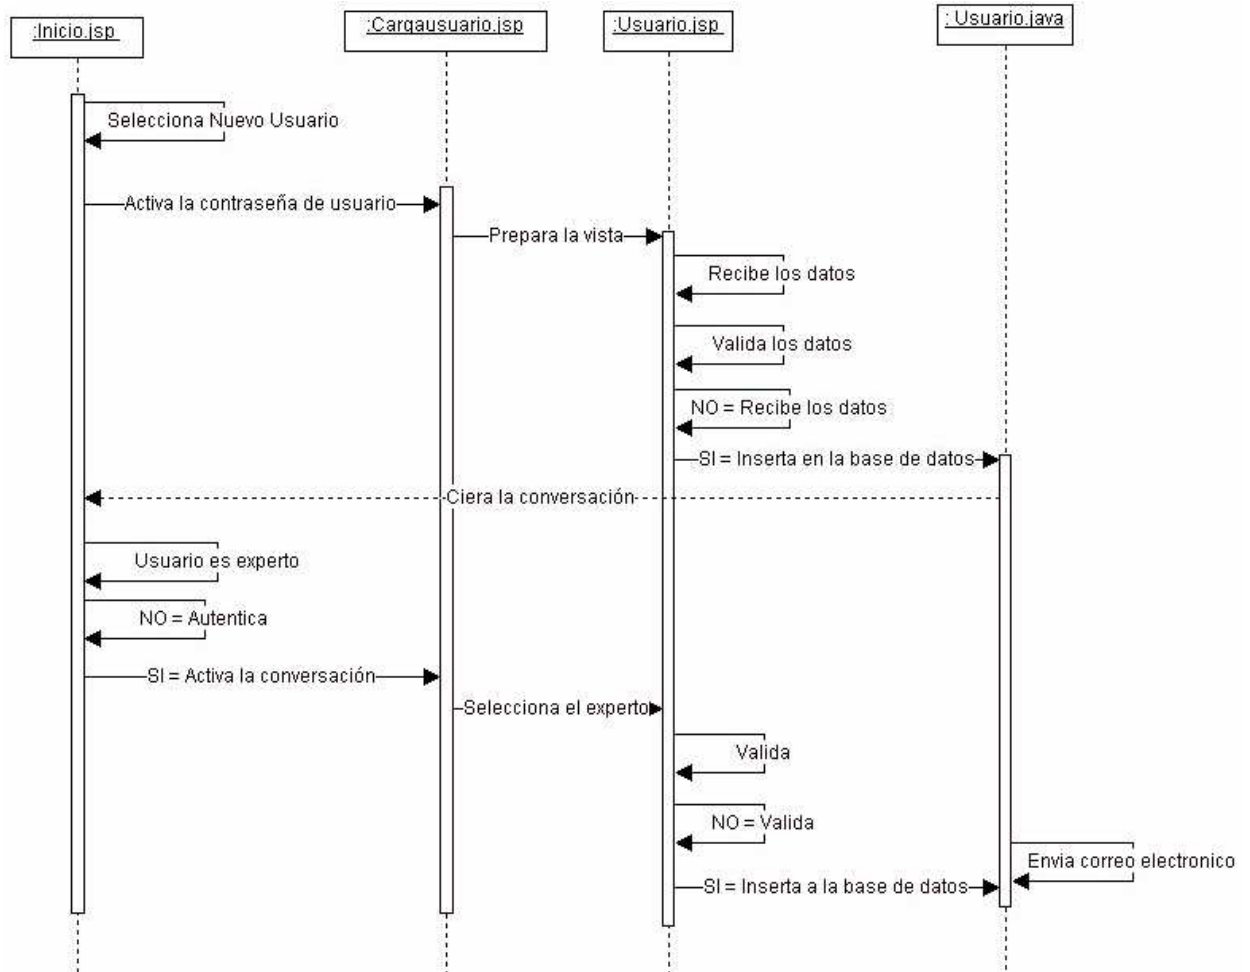 :Inicio.jsp
:Cargausuario.jsp
:Usuario.jsp
: Usuario.java
Selecciona Nuevo Usuario
Activa la contraseña de usuario
Prepara la vista
Recibe los datos
Valida los datos
NO = Recibe los datos
SI = Inserta en la base de datos
Ciera la conversación
Usuario es experto
NO = Autentica
SI = Activa la conversación
Selecciona el experto
Valida
NO = Valida
Envia correo electronico
SI = Inserta a la base de datos